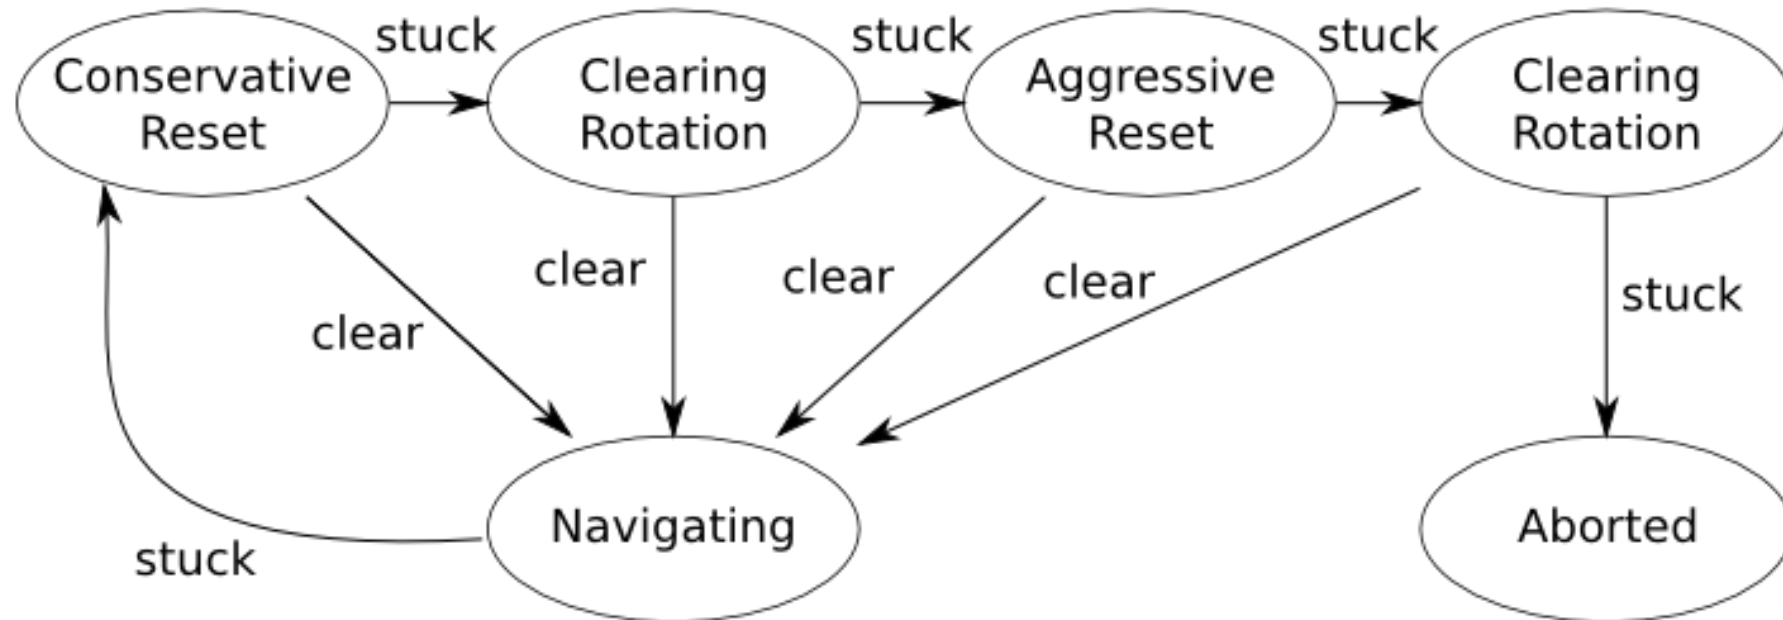 stuck
stuck
stuck
Conservative
Reset
Clearing
Rotation
Aggressive
Reset
Clearing
Rotation
clear
clear
clear
clear
stuck
Navigating
Aborted
stuck